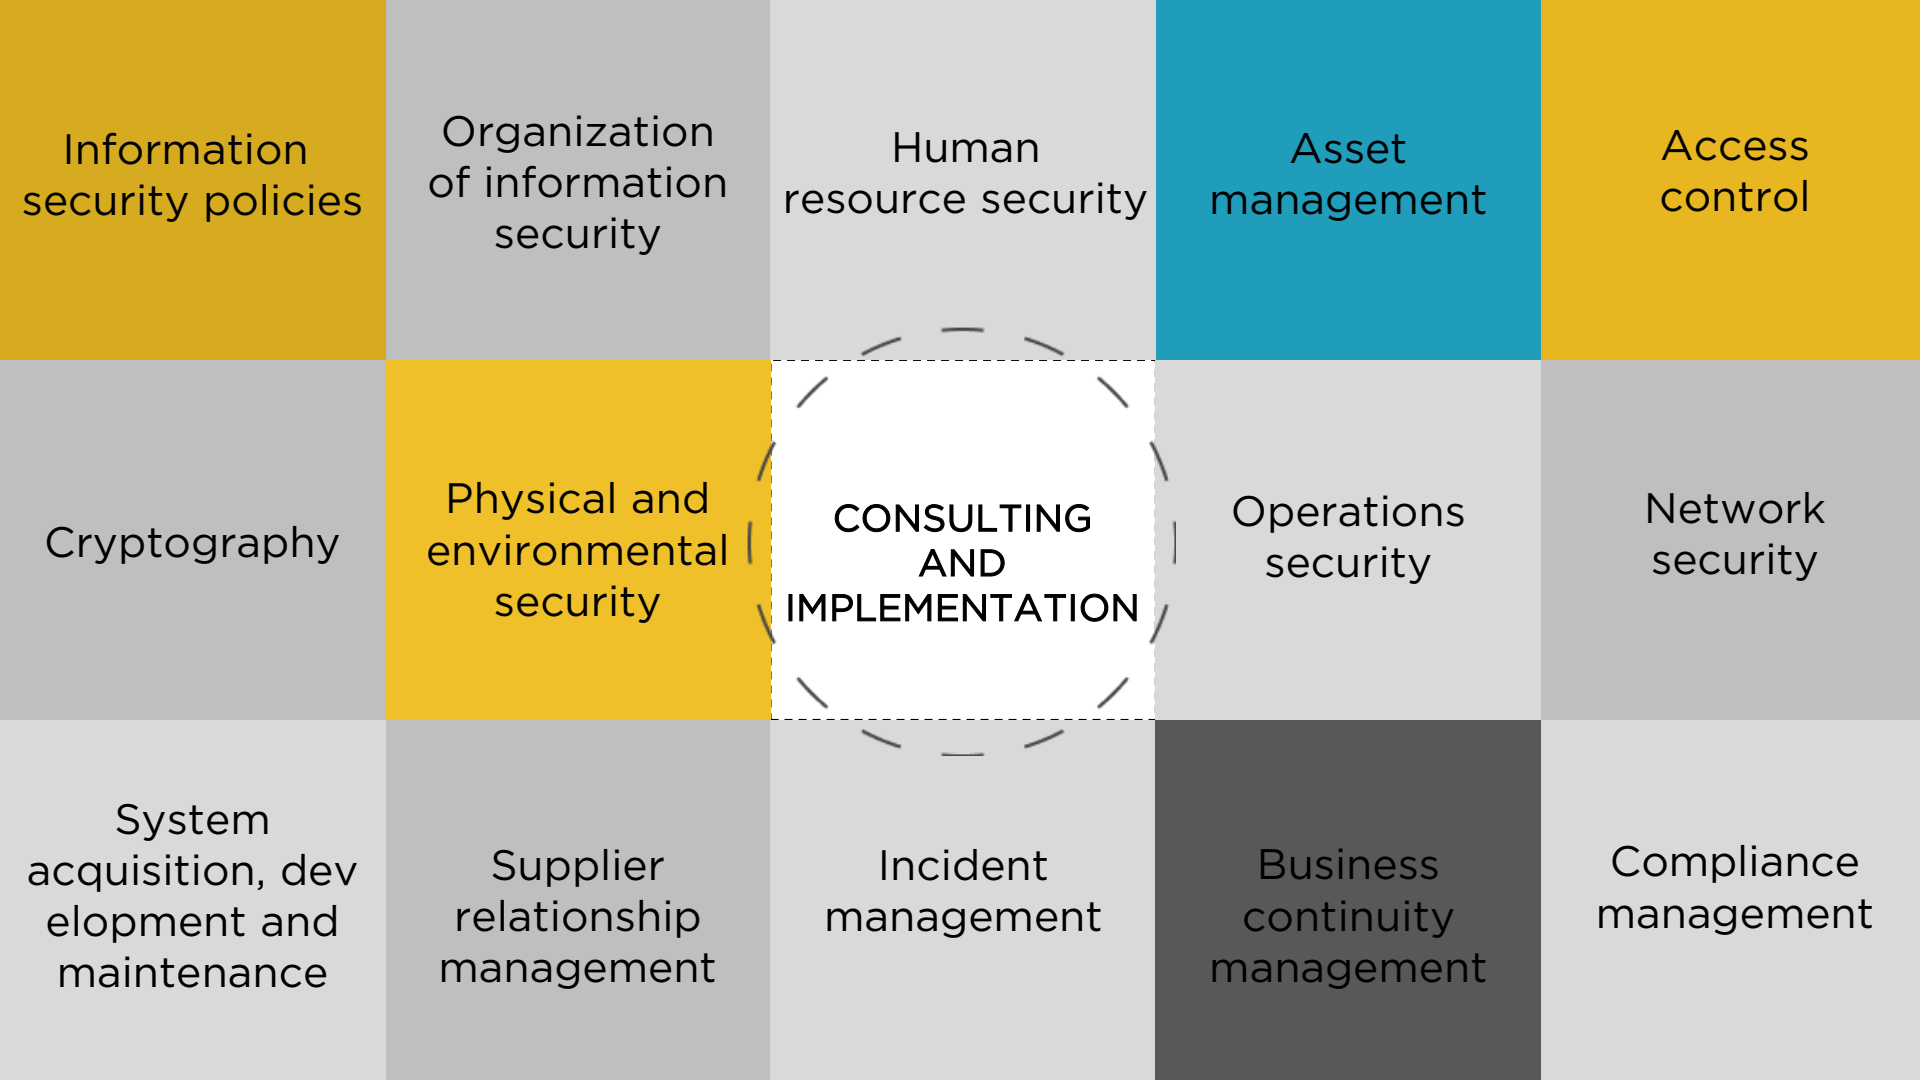 Information
security policies
Organization
of information
security
Human
resource security
Asset
management
Access
control
Cryptography
Physical and
environmental
security
CONSULTING
AND
IMPLEMENTATION
Operations
security
Network
security
System
acquisition, dev
elopment and
maintenance
Supplier
relationship
management
Incident
management
Business
continuity
management
Compliance
management